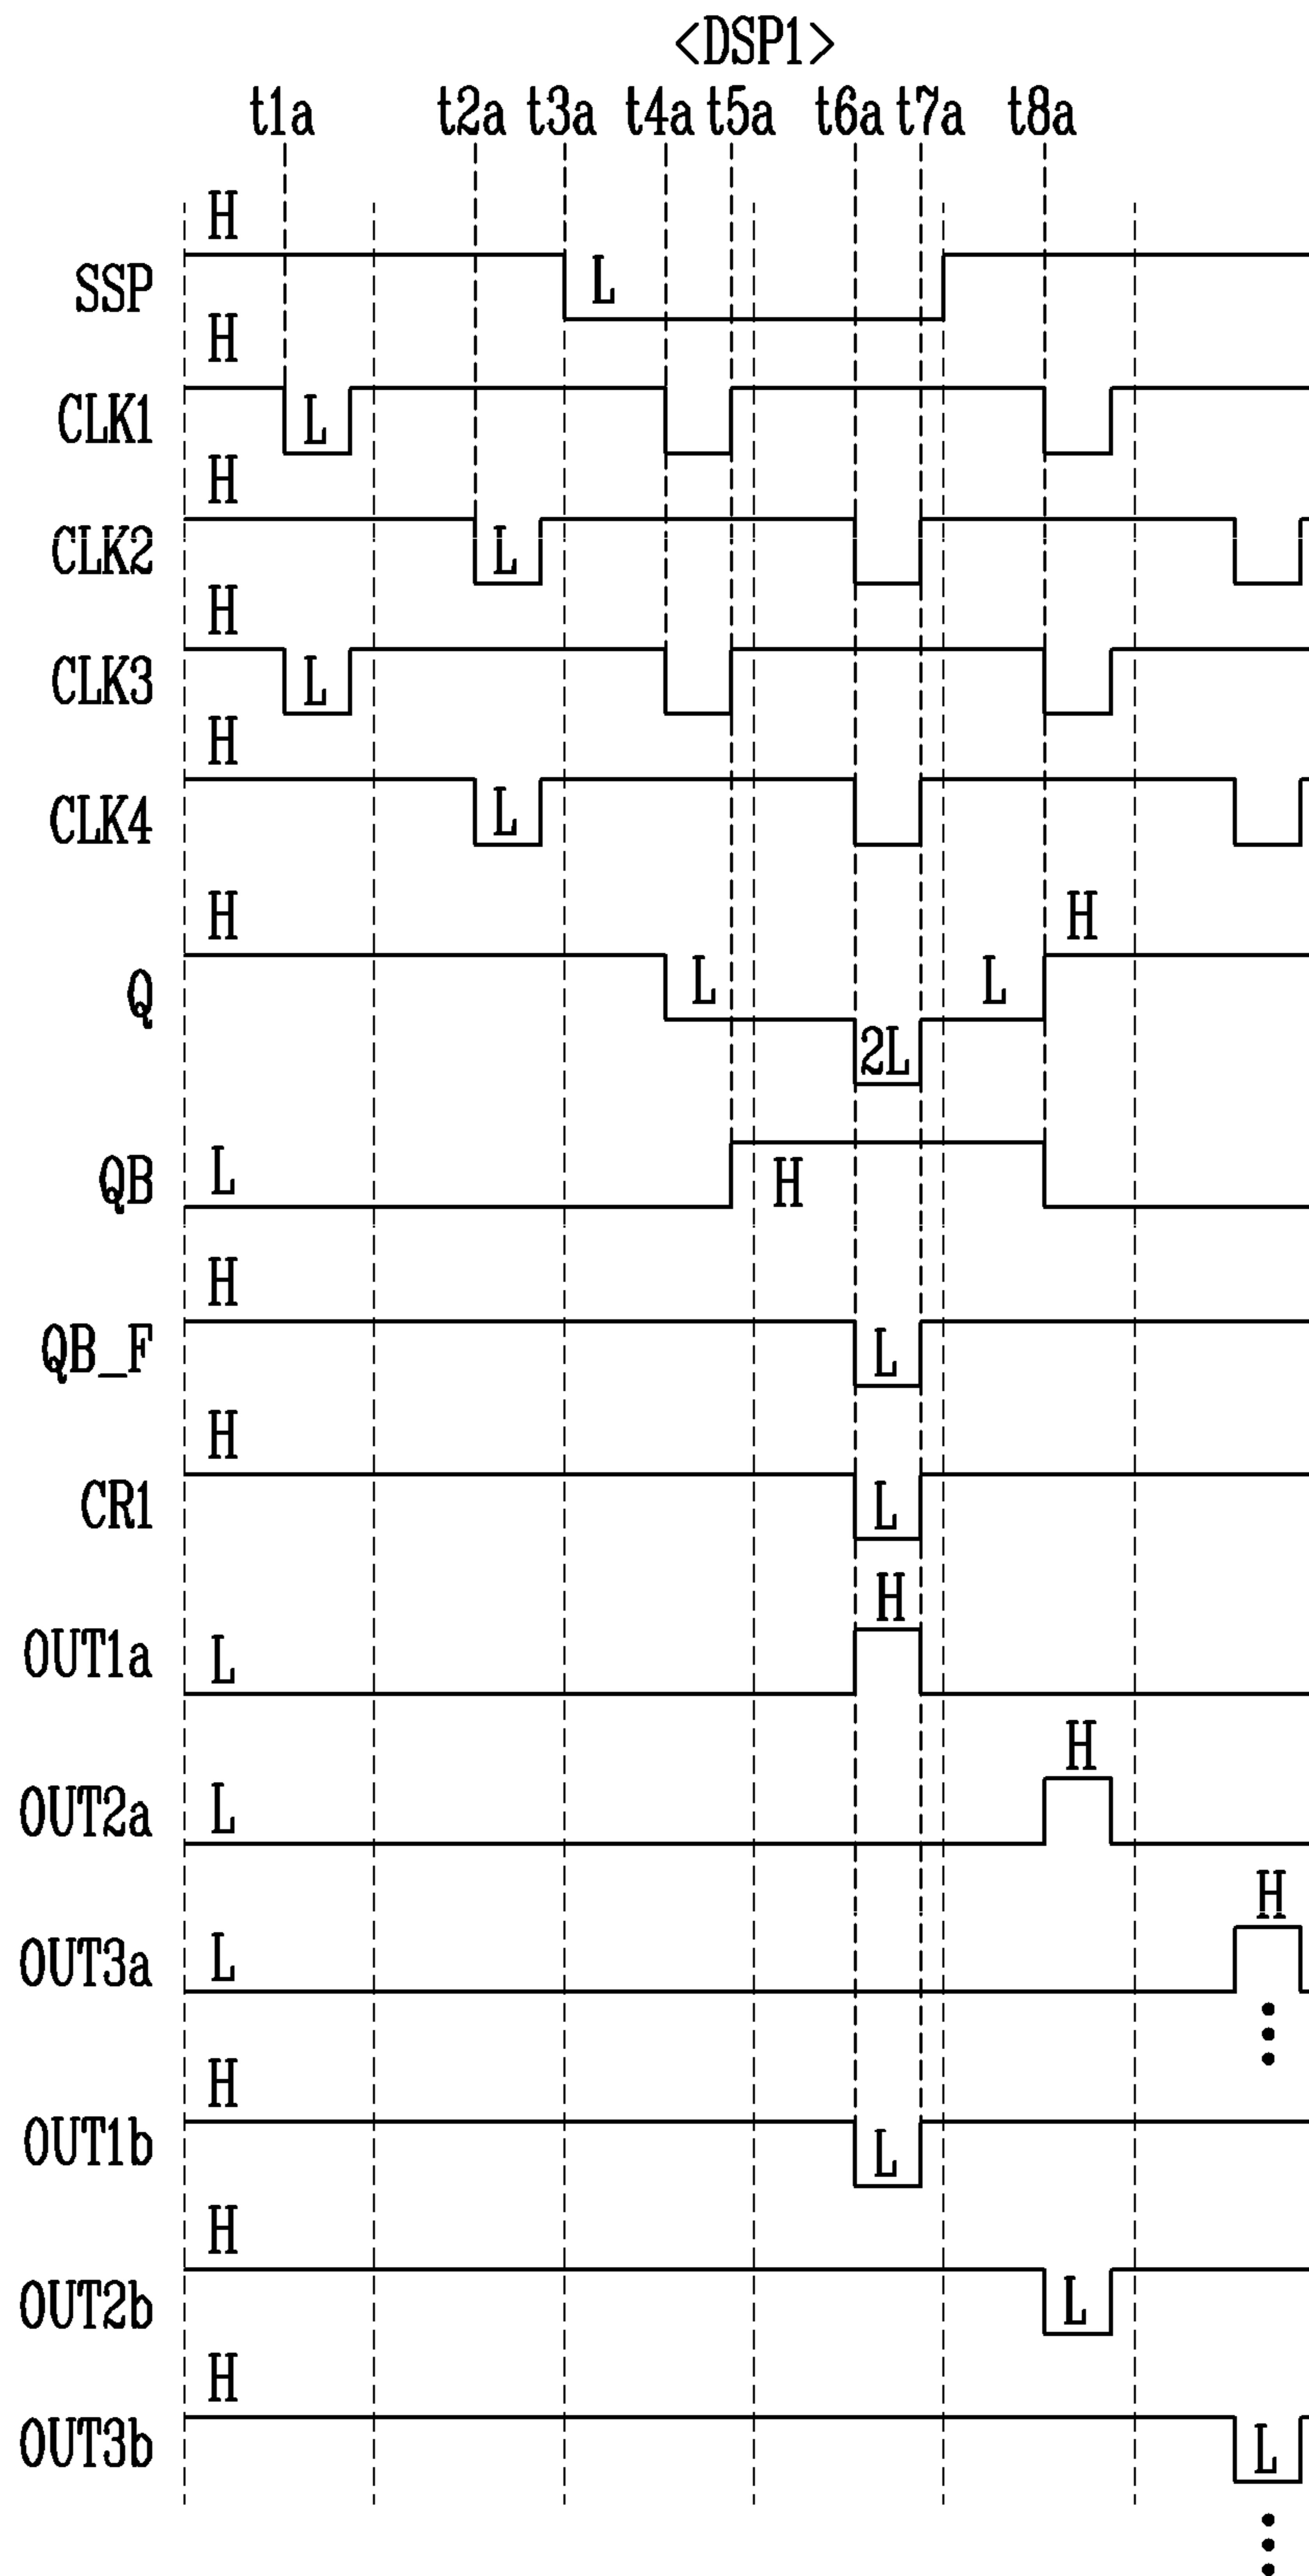 <DSP1>
t1a t2a t3a t4a t5a t6a t7a t8a
H
SSP L
H
CLK1 L
H
CLK2 L
H
CLK3 L
H
CLK4 L
H H
Q L L
2L
QB L H
H
QB_F L
H
CR1 L
H
OUT1a L
H
OUT2a L
H
OUT3a L
H
OUT1b L
H
OUT2b L
H
OUT3b L